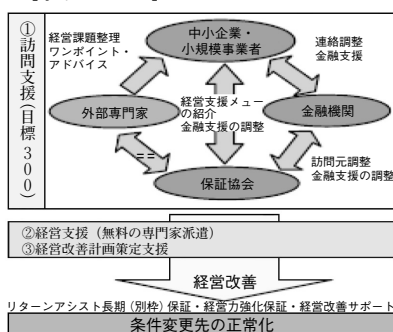 ①訪問支援(目標300)
経営課題整理
ワンポイント・
アドバイス
中小企業・
小規模事業者
連絡調整
金融支援
外部専門家
経営支援メュー
の紹介
金融支援の調整
金融機関
==
保証協会
訪問元調整
金融支援の調整
②経営支援(無料の専門家派遣)
③経営改善計画策定支援
経営改善
リターンアシスト長期(別枠)保証・経営力強化保証・経営改善サポート
条件変更先の正常化